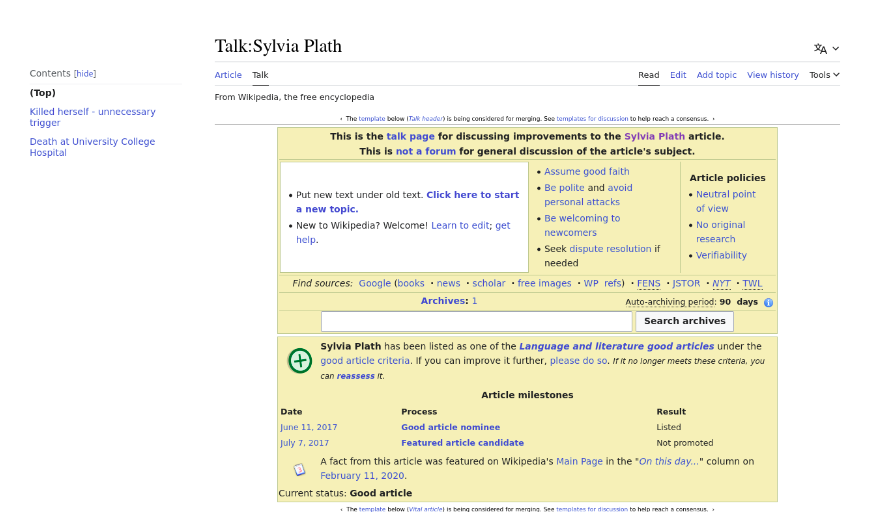 Talk:Sylvia Plath
Contents [hide]
(Top)
Killed herself - unnecessary
trigger
Death at University College
Hospital
Article Talk Read Edit Add topic View history Tools
From Wikipedia, the free encyclopedia
‹ The template below (Talk header) is being considered for merging. See templates for discussion to help reach a consensus. ›
This is the talk page for discussing improvements to the Sylvia Plath article.
This is not a forum for general discussion of the article's subject.
• Put new text under old text. Click here to start
a new topic.
• New to Wikipedia? Welcome! Learn to edit; get
help.
• Assume good faith
• Be polite and avoid
personal attacks
• Be welcoming to
newcomers
• Seek dispute resolution if
needed
Article policies
• Neutral point
of view
• No original
research
• Verifiability
Find sources: Google (books · news · scholar · free images · WP refs) · FENS · JSTOR · NYT · TWL
Archives: 1
Auto-archiving period: 90 days
Search archives
Sylvia Plath has been listed as one of the Language and literature good articles under the
good article criteria. If you can improve it further, please do so. If it no longer meets these criteria, you
can reassess it.
Article milestones
Date Process Result
June 11, 2017 Good article nominee Listed
July 7, 2017 Featured article candidate Not promoted
A fact from this article was featured on Wikipedia's Main Page in the "On this day..." column on
February 11, 2020.
Current status: Good article
‹ The template below (Vital article) is being considered for merging. See templates for discussion to help reach a consensus. ›